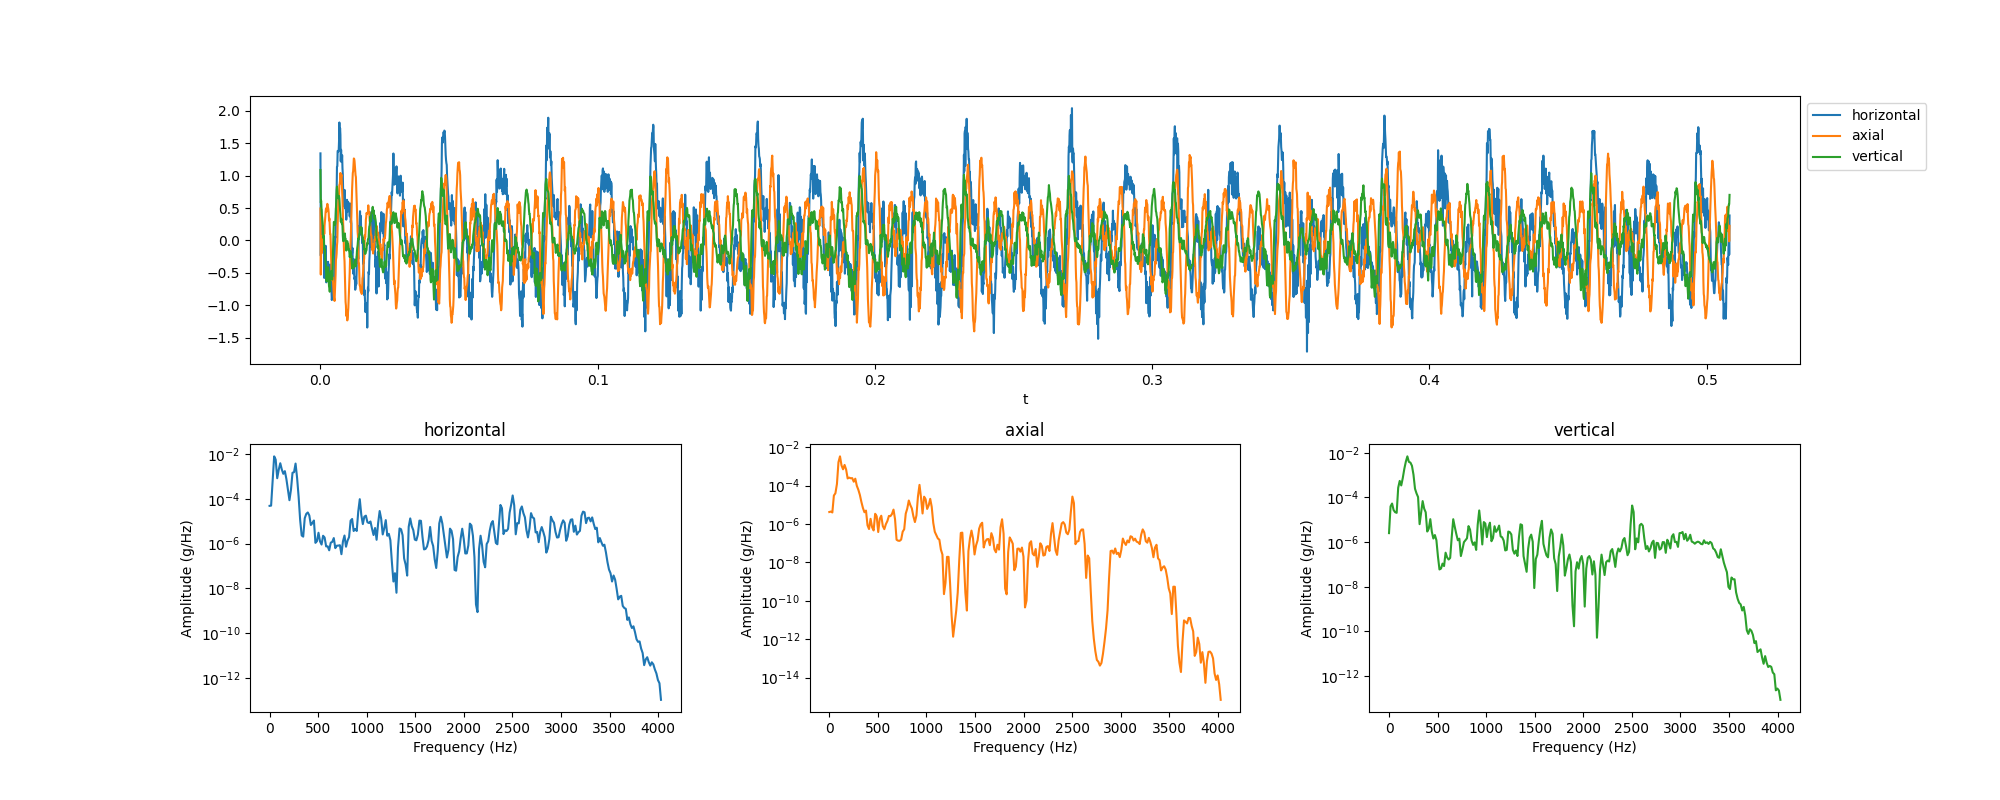 2.0
1.5
1.0
0.5
0.0
−0.5
−1.0
−1.5
0.0 0.1 0.2 0.3 0.4 0.5
t
horizontal
axial
vertical
horizontal
Amplitude (g/Hz)
10⁻²
10⁻⁴
10⁻⁶
10⁻⁸
10⁻¹⁰
10⁻¹²
0 500 1000 1500 2000 2500 3000 3500 4000
Frequency (Hz)
axial
Amplitude (g/Hz)
10⁻²
10⁻⁴
10⁻⁶
10⁻⁸
10⁻¹⁰
10⁻¹²
10⁻¹⁴
0 500 1000 1500 2000 2500 3000 3500 4000
Frequency (Hz)
vertical
Amplitude (g/Hz)
10⁻²
10⁻⁴
10⁻⁶
10⁻⁸
10⁻¹⁰
10⁻¹²
0 500 1000 1500 2000 2500 3000 3500 4000
Frequency (Hz)